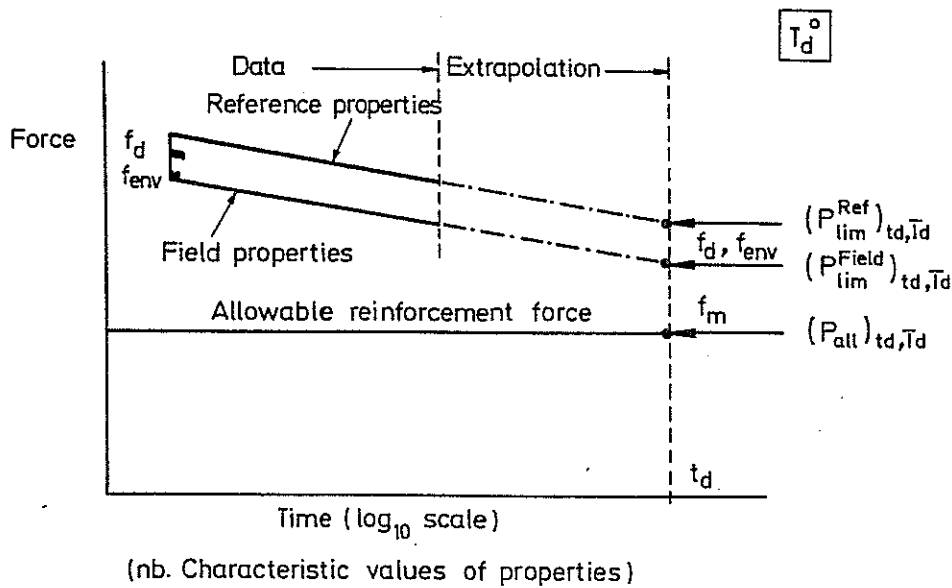 T_d°
Data
Extrapolation
Reference properties
Force
f_d
f_env
Field properties
(P_lim^Ref)_td,T̄d
f_d, f_env
(P_lim^Field)_td,T̄d
Allowable reinforcement force
f_m
(P_all)_td,T̄d
t_d
Time (log_10 scale)
(nb. Characteristic values of properties)